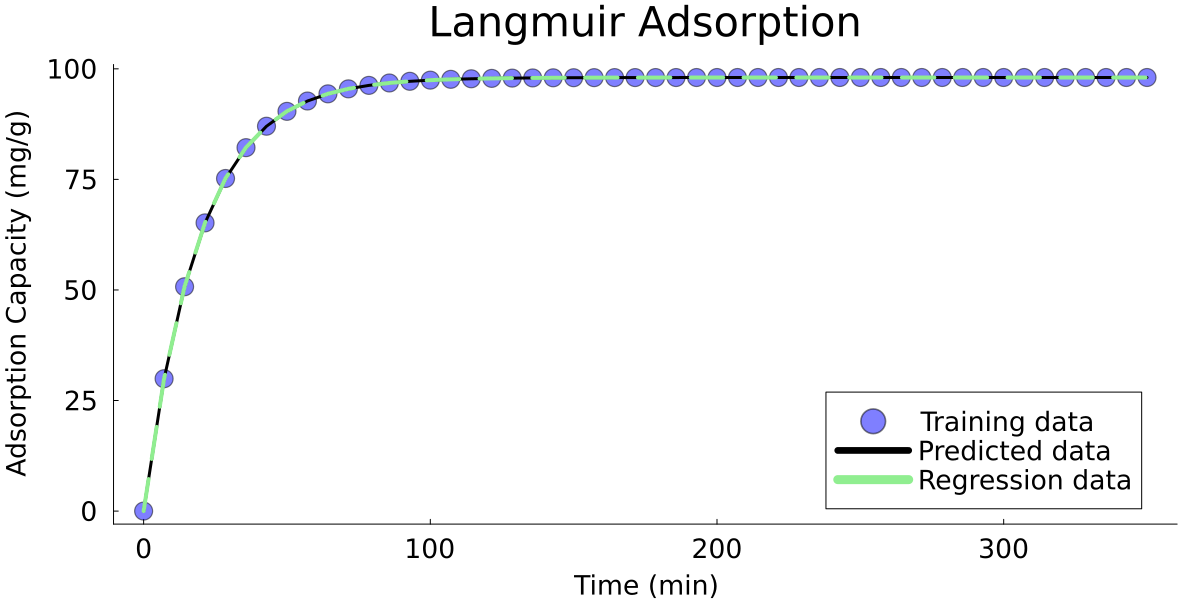 Langmuir Adsorption
Adsorption Capacity (mg/g)
100
75
50
25
0
Training data
Predicted data
Regression data
0
100
200
300
Time (min)